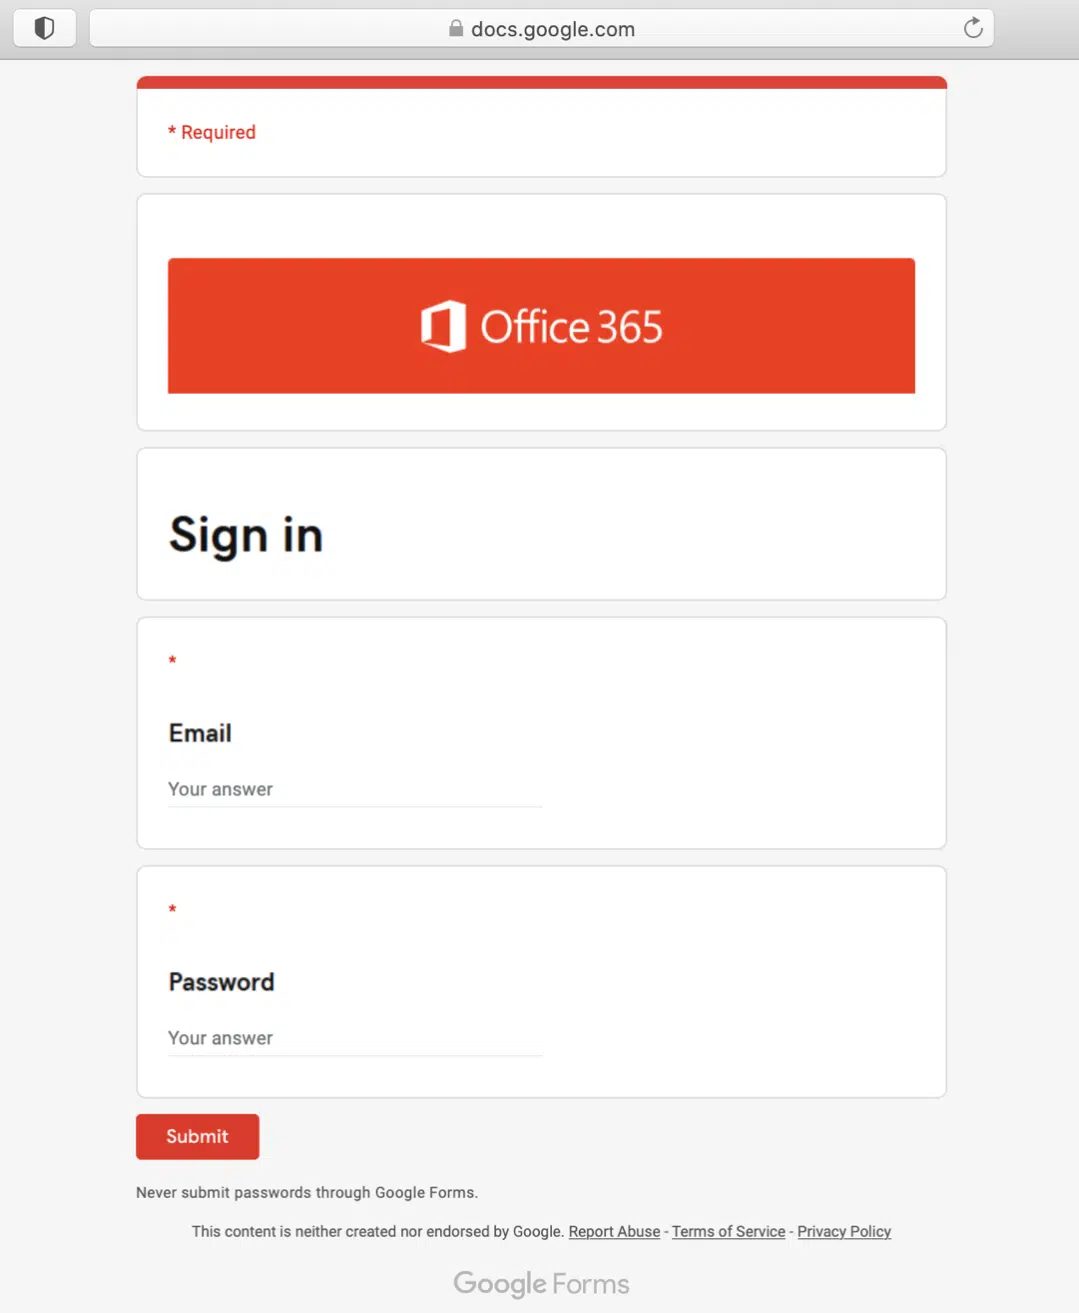 docs.google.com
* Required
Office 365
Sign in
*
Email
Your answer
*
Password
Your answer
Submit
Never submit passwords through Google Forms.
This content is neither created nor endorsed by Google. Report Abuse - Terms of Service - Privacy Policy
Google Forms